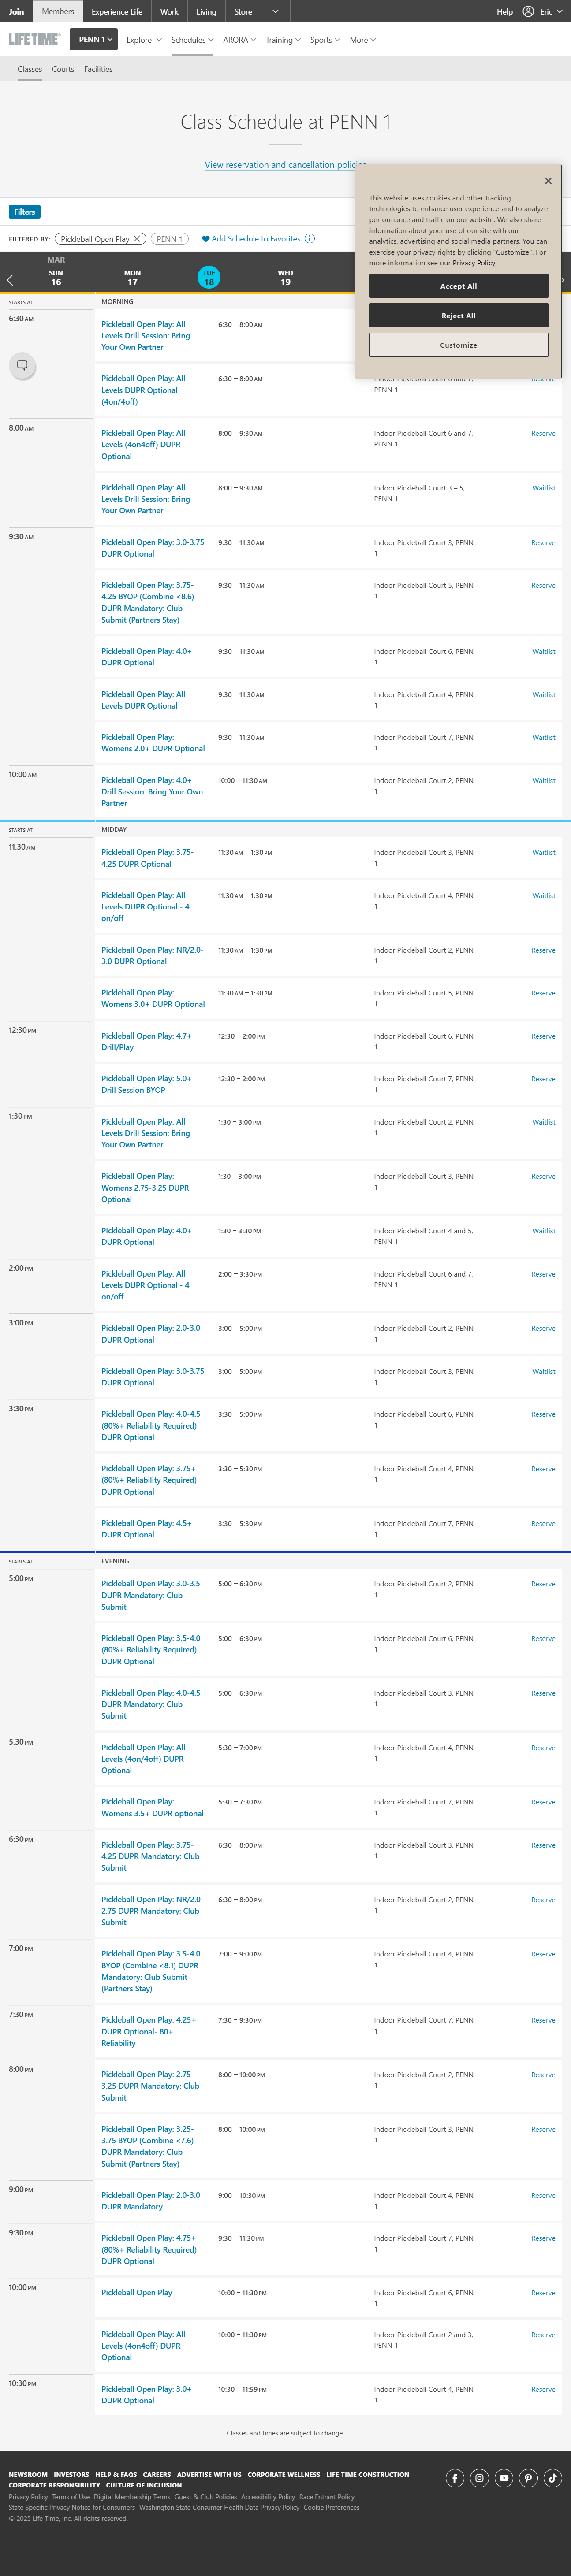 Join Members Experience Life Work Living Store Help Eric
LIFE TIME PENN 1 Explore Schedules ARORA Training Sports More
Classes Courts Facilities
Class Schedule at PENN 1
View reservation and cancellation policies
This website uses cookies and other tracking
technologies to enhance user experience and to analyze
performance and traffic on our website. We also share
information about your use of our site with our
analytics, advertising and social media partners. You can
exercise your privacy rights by clicking "Customize". For
more information see our Privacy Policy
Accept All
Reject All
Customize
Filters
FILTERED BY: Pickleball Open Play PENN 1 Add Schedule to Favorites
MAR
SUN MON TUE WED
16 17 18 19
STARTS AT MORNING
6:30 AM
Pickleball Open Play: All 6:30 – 8:00 AM
Levels Drill Session: Bring
Your Own Partner
Pickleball Open Play: All 6:30 – 8:00 AM Indoor Pickleball Court 6 and 7, Reserve
Levels DUPR Optional PENN 1
(4on/4off)
8:00 AM
Pickleball Open Play: All 8:00 – 9:30 AM Indoor Pickleball Court 6 and 7, Reserve
Levels (4on4off) DUPR PENN 1
Optional
Pickleball Open Play: All 8:00 – 9:30 AM Indoor Pickleball Court 3 – 5, Waitlist
Levels Drill Session: Bring PENN 1
Your Own Partner
9:30 AM
Pickleball Open Play: 3.0-3.75 9:30 – 11:30 AM Indoor Pickleball Court 3, PENN Reserve
DUPR Optional 1
Pickleball Open Play: 3.75- 9:30 – 11:30 AM Indoor Pickleball Court 5, PENN Reserve
4.25 BYOP (Combine <8.6) 1
DUPR Mandatory: Club
Submit (Partners Stay)
Pickleball Open Play: 4.0+ 9:30 – 11:30 AM Indoor Pickleball Court 6, PENN Waitlist
DUPR Optional 1
Pickleball Open Play: All 9:30 – 11:30 AM Indoor Pickleball Court 4, PENN Waitlist
Levels DUPR Optional 1
Pickleball Open Play: 9:30 – 11:30 AM Indoor Pickleball Court 7, PENN Waitlist
Womens 2.0+ DUPR Optional 1
10:00 AM
Pickleball Open Play: 4.0+ 10:00 – 11:30 AM Indoor Pickleball Court 2, PENN Waitlist
Drill Session: Bring Your Own 1
Partner
STARTS AT MIDDAY
11:30 AM
Pickleball Open Play: 3.75- 11:30 AM – 1:30 PM Indoor Pickleball Court 3, PENN Waitlist
4.25 DUPR Optional 1
Pickleball Open Play: All 11:30 AM – 1:30 PM Indoor Pickleball Court 4, PENN Waitlist
Levels DUPR Optional - 4 1
on/off
Pickleball Open Play: NR/2.0- 11:30 AM – 1:30 PM Indoor Pickleball Court 2, PENN Reserve
3.0 DUPR Optional 1
Pickleball Open Play: 11:30 AM – 1:30 PM Indoor Pickleball Court 5, PENN Reserve
Womens 3.0+ DUPR Optional 1
12:30 PM
Pickleball Open Play: 4.7+ 12:30 – 2:00 PM Indoor Pickleball Court 6, PENN Reserve
Drill/Play 1
Pickleball Open Play: 5.0+ 12:30 – 2:00 PM Indoor Pickleball Court 7, PENN Reserve
Drill Session BYOP 1
1:30 PM
Pickleball Open Play: All 1:30 – 3:00 PM Indoor Pickleball Court 2, PENN Waitlist
Levels Drill Session: Bring 1
Your Own Partner
Pickleball Open Play: 1:30 – 3:00 PM Indoor Pickleball Court 3, PENN Reserve
Womens 2.75-3.25 DUPR 1
Optional
Pickleball Open Play: 4.0+ 1:30 – 3:30 PM Indoor Pickleball Court 4 and 5, Waitlist
DUPR Optional PENN 1
2:00 PM
Pickleball Open Play: All 2:00 – 3:30 PM Indoor Pickleball Court 6 and 7, Reserve
Levels DUPR Optional - 4 PENN 1
on/off
3:00 PM
Pickleball Open Play: 2.0-3.0 3:00 – 5:00 PM Indoor Pickleball Court 2, PENN Reserve
DUPR Optional 1
Pickleball Open Play: 3.0-3.75 3:00 – 5:00 PM Indoor Pickleball Court 3, PENN Waitlist
DUPR Optional 1
3:30 PM
Pickleball Open Play: 4.0-4.5 3:30 – 5:00 PM Indoor Pickleball Court 6, PENN Reserve
(80%+ Reliability Required) 1
DUPR Optional
Pickleball Open Play: 3.75+ 3:30 – 5:30 PM Indoor Pickleball Court 4, PENN Reserve
(80%+ Reliability Required) 1
DUPR Optional
Pickleball Open Play: 4.5+ 3:30 – 5:30 PM Indoor Pickleball Court 7, PENN Reserve
DUPR Optional 1
STARTS AT EVENING
5:00 PM
Pickleball Open Play: 3.0-3.5 5:00 – 6:30 PM Indoor Pickleball Court 2, PENN Reserve
DUPR Mandatory: Club 1
Submit
Pickleball Open Play: 3.5-4.0 5:00 – 6:30 PM Indoor Pickleball Court 6, PENN Reserve
(80%+ Reliability Required) 1
DUPR Optional
Pickleball Open Play: 4.0-4.5 5:00 – 6:30 PM Indoor Pickleball Court 3, PENN Reserve
DUPR Mandatory: Club 1
Submit
5:30 PM
Pickleball Open Play: All 5:30 – 7:00 PM Indoor Pickleball Court 4, PENN Reserve
Levels (4on/4off) DUPR 1
Optional
Pickleball Open Play: 5:30 – 7:30 PM Indoor Pickleball Court 7, PENN Reserve
Womens 3.5+ DUPR optional 1
6:30 PM
Pickleball Open Play: 3.75- 6:30 – 8:00 PM Indoor Pickleball Court 3, PENN Reserve
4.25 DUPR Mandatory: Club 1
Submit
Pickleball Open Play: NR/2.0- 6:30 – 8:00 PM Indoor Pickleball Court 2, PENN Reserve
2.75 DUPR Mandatory: Club 1
Submit
7:00 PM
Pickleball Open Play: 3.5-4.0 7:00 – 9:00 PM Indoor Pickleball Court 4, PENN Reserve
BYOP (Combine <8.1) DUPR 1
Mandatory: Club Submit
(Partners Stay)
7:30 PM
Pickleball Open Play: 4.25+ 7:30 – 9:30 PM Indoor Pickleball Court 7, PENN Reserve
DUPR Optional- 80+ 1
Reliability
8:00 PM
Pickleball Open Play: 2.75- 8:00 – 10:00 PM Indoor Pickleball Court 2, PENN Reserve
3.25 DUPR Mandatory: Club 1
Submit
Pickleball Open Play: 3.25- 8:00 – 10:00 PM Indoor Pickleball Court 3, PENN Reserve
3.75 BYOP (Combine <7.6) 1
DUPR Mandatory: Club
Submit (Partners Stay)
9:00 PM
Pickleball Open Play: 2.0-3.0 9:00 – 10:30 PM Indoor Pickleball Court 4, PENN Reserve
DUPR Mandatory 1
9:30 PM
Pickleball Open Play: 4.75+ 9:30 – 11:30 PM Indoor Pickleball Court 7, PENN Reserve
(80%+ Reliability Required) 1
DUPR Optional
10:00 PM
Pickleball Open Play 10:00 – 11:30 PM Indoor Pickleball Court 6, PENN Reserve
1
Pickleball Open Play: All 10:00 – 11:30 PM Indoor Pickleball Court 2 and 3, Reserve
Levels (4on4off) DUPR PENN 1
Optional
10:30 PM
Pickleball Open Play: 3.0+ 10:30 – 11:59 PM Indoor Pickleball Court 4, PENN Reserve
DUPR Optional 1
Classes and times are subject to change.
NEWSROOM INVESTORS HELP & FAQS CAREERS ADVERTISE WITH US CORPORATE WELLNESS LIFE TIME CONSTRUCTION
CORPORATE RESPONSIBILITY CULTURE OF INCLUSION
Privacy Policy Terms of Use Digital Membership Terms Guest & Club Policies Accessibility Policy Race Entrant Policy
State Specific Privacy Notice for Consumers Washington State Consumer Health Data Privacy Policy Cookie Preferences
© 2025 Life Time, Inc. All rights reserved.